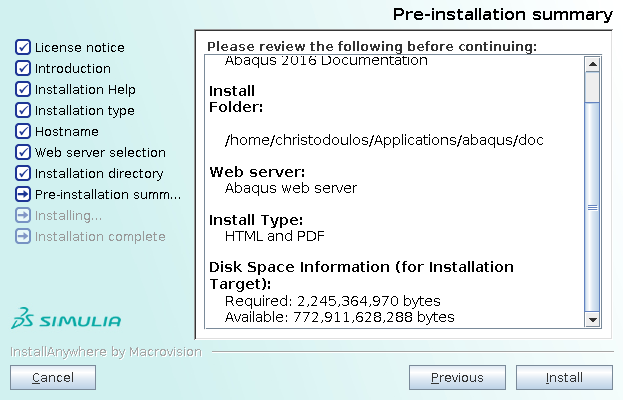 Pre-installation summary
License notice
Introduction
Installation Help
Installation type
Hostname
Web server selection
Installation directory
Pre-installation summ...
Installing...
Installation complete
Please review the following before continuing:
Abaqus 2016 Documentation
Install
Folder:
/home/christodoulos/Applications/abaqus/doc
Web server:
Abaqus web server
Install Type:
HTML and PDF
Disk Space Information (for Installation
Target):
Required: 2,245,364,970 bytes
Available: 772,911,628,288 bytes
SIMULIA
InstallAnywhere by Macrovision
Cancel
Previous
Install